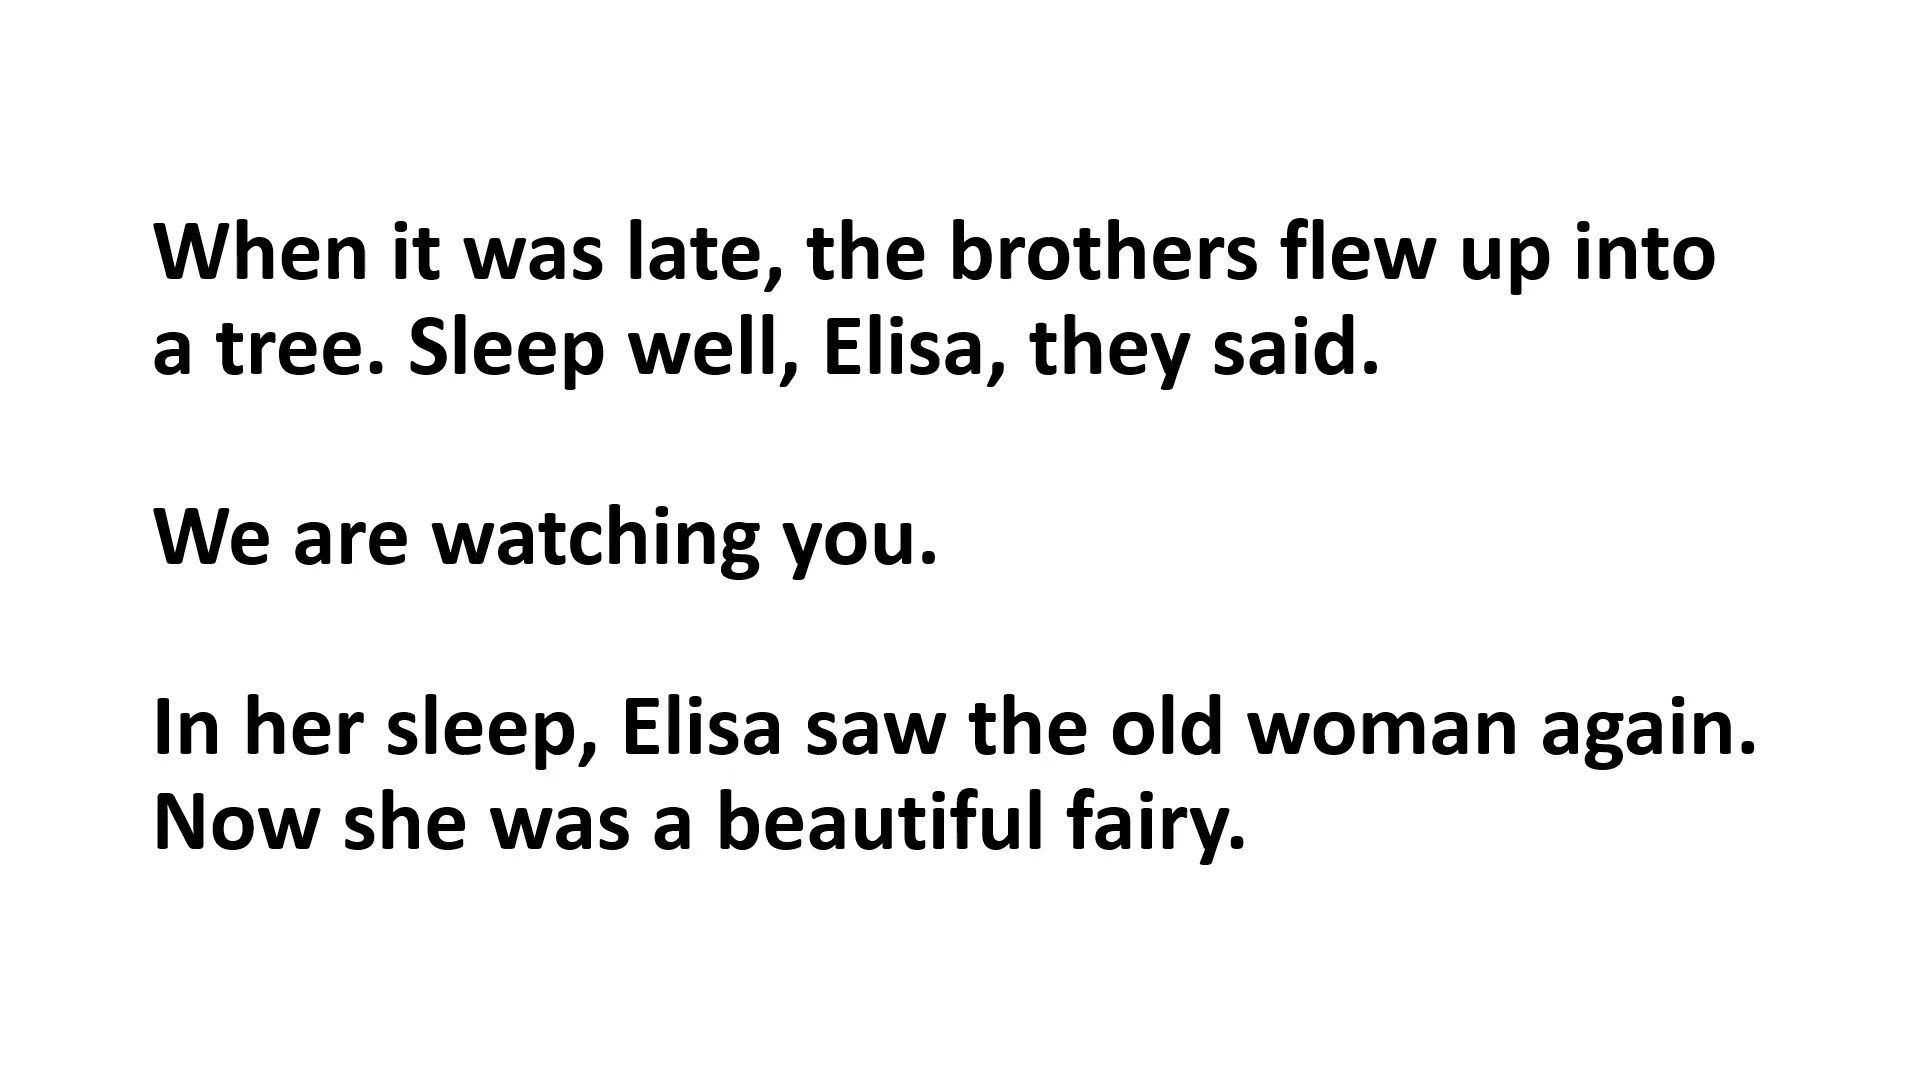 When it was late, the brothers flew up into
a tree. Sleep well, Elisa, they said.
We are watching you.
In her sleep, Elisa saw the old woman again.
Now she was a beautiful fairy.